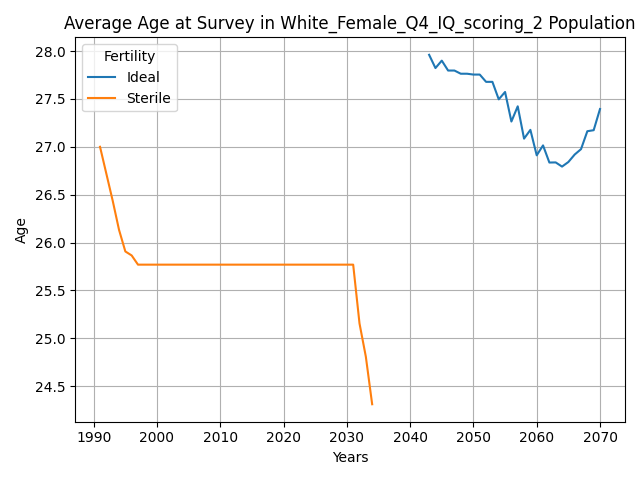 Average Age at Survey in White_Female_Q4_IQ_scoring_2 Population
Fertility
Ideal
Sterile
28.0
27.5
27.0
26.5
26.0
25.5
25.0
24.5
Age
1990 2000 2010 2020 2030 2040 2050 2060 2070
Years